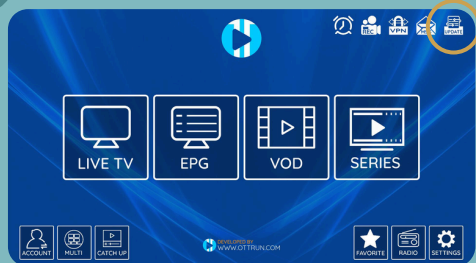 REC
VPN
UPDATE
LIVE TV
EPG
VOD
SERIES
ACCOUNT
MULTI
CATCH UP
DEVELOPED BY
WWW.OTTRUN.COM
FAVORITE
RADIO
SETTINGS